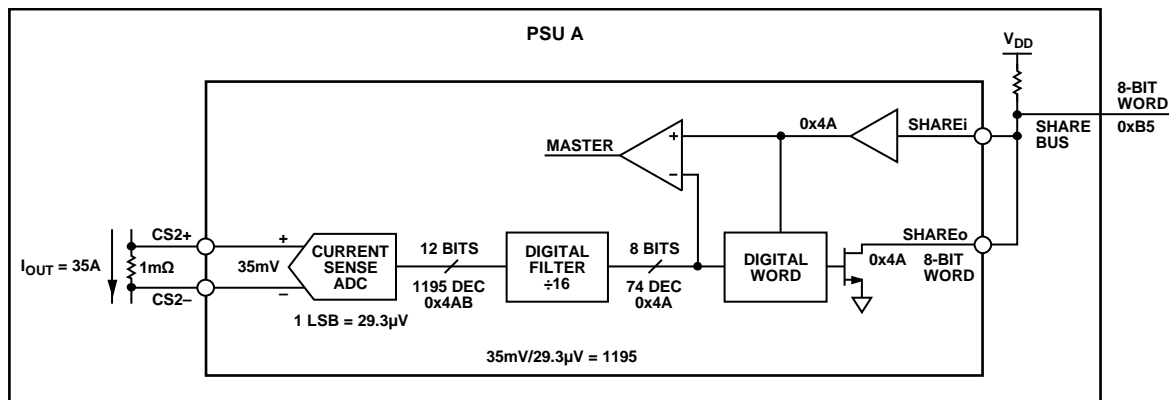 PSU A
VDD
8-BIT
WORD
0xB5
SHARE
BUS
0x4A
SHAREi
MASTER
+
−
SHAREo
0x4A
8-BIT
WORD
IOUT = 35A
1mΩ
CS2+
CS2−
+
35mV
−
CURRENT
SENSE
ADC
1 LSB = 29.3µV
12 BITS
1195 DEC
0x4AB
DIGITAL
FILTER
÷16
8 BITS
74 DEC
0x4A
DIGITAL
WORD
35mV/29.3µV = 1195